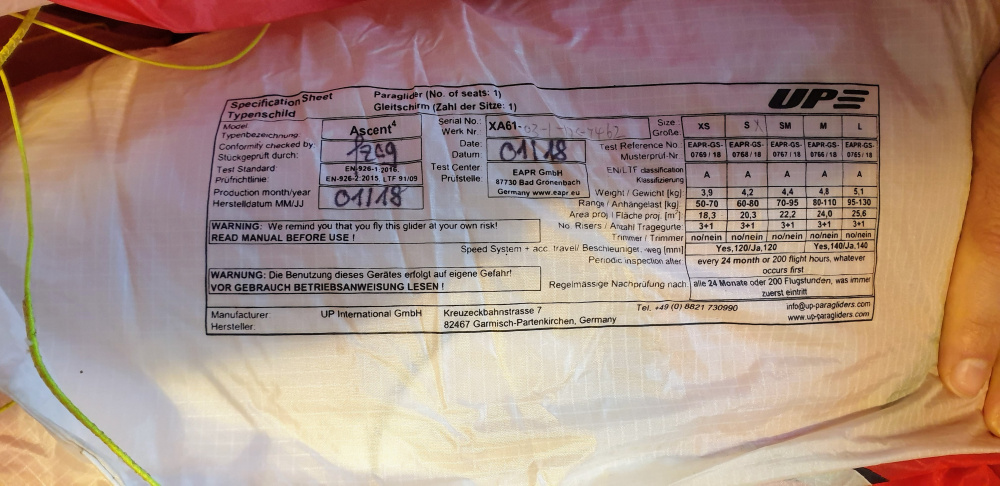 Specification Sheet
Typenschild
Paraglider (No. of seats: 1)
Gleitschirm (Zahl der Sitze: 1)
UP
Model
Typenbezeichnung:
Ascent4
Conformity checked by:
Stückgeprüft durch:
Test Standard
Prüfrichtlinie:
EN-926-1:2016,
EN-926-2:2015, LTF 91/09
Production month/year
Herstelldatum MM/JJ
01/18
Serial No.:
Werk Nr.:
XA61-
Date:
Datum
01/18
Test Center
Prüfstelle:
EAPR GmbH
87730 Bad Grönenbach
Germany www.eapr.eu
Size
Größe
XS S X SM M L
Test Reference No.
Musterprüf-Nr.
EAPR-GS-0769 / 18 EAPR-GS-0768 / 18 EAPR-GS-0767 / 18 EAPR-GS-0766 / 18 EAPR-GS-0765 / 18
EN/LTF classification
Klassifizierung
A A A A A
Weight / Gewicht [kg] 3,9 4,2 4,4 4,8 5,1
Range / Anhängelast [kg] 50-70 60-80 70-95 80-110 95-130
Area proj. / Fläche proj. [m²] 18,3 20,3 22,2 24,0 25,6
No. Risers / Anzahl Tragegurte: 3+1 3+1 3+1 3+1 3+1
Trimmer / Trimmer no/nein no/nein no/nein no/nein no/nein
Speed System + acc. travel/ Beschleuniger, -weg [mm] Yes,120/Ja,120 Yes,140/Ja,140
Periodic inspection after every 24 month or 200 flight hours, whatever
occurs first
Regelmässige Nachprüfung nach: alle 24 Monate oder 200 Flugstunden, was immer
zuerst eintritt
WARNING: We remind you that you fly this glider at your own risk!
READ MANUAL BEFORE USE !
WARNUNG: Die Benutzung dieses Gerätes erfolgt auf eigene Gefahr!
VOR GEBRAUCH BETRIEBSANWEISUNG LESEN !
Manufacturer:
Hersteller:
UP International GmbH
Kreuzeckbahnstrasse 7
82467 Garmisch-Partenkirchen, Germany
Tel. +49 (0) 8821 730990
info@up-paragliders.com
www.up-paragliders.com